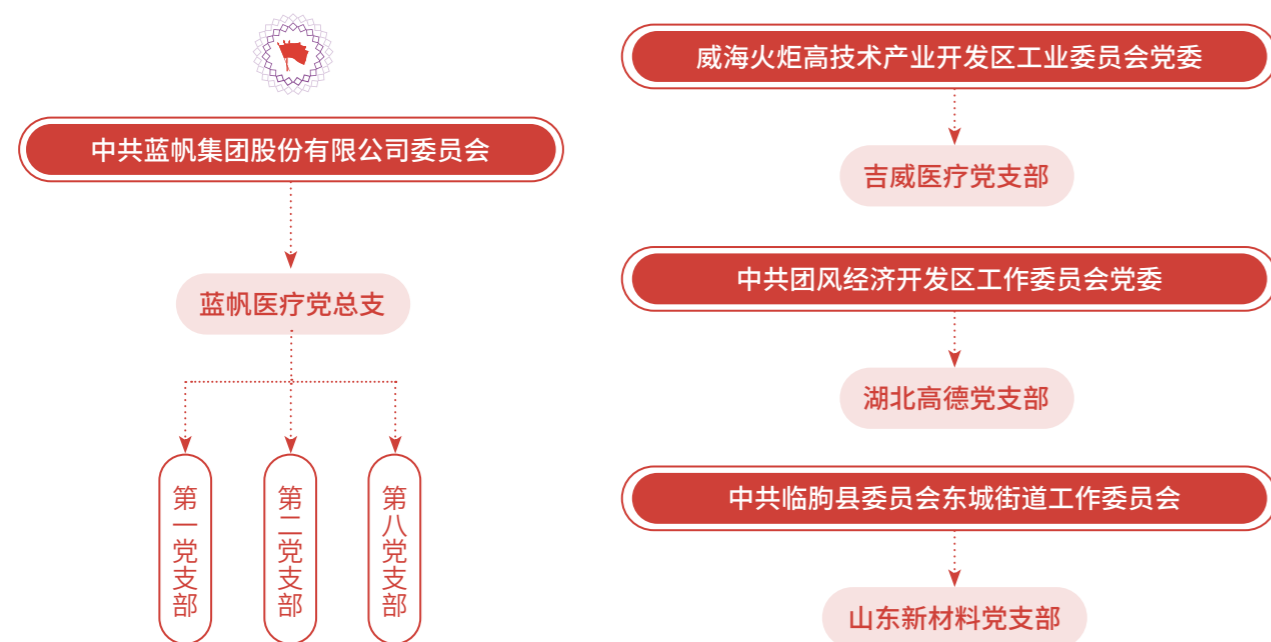 中共蓝帆集团股份有限公司委员会
蓝帆医疗党总支
第一党支部
第二党支部
第八党支部
威海火炬高技术产业开发区工业委员会党委
吉威医疗党支部
中共团风经济开发区工作委员会党委
湖北高德党支部
中共临朐县委员会东城街道工作委员会
山东新材料党支部